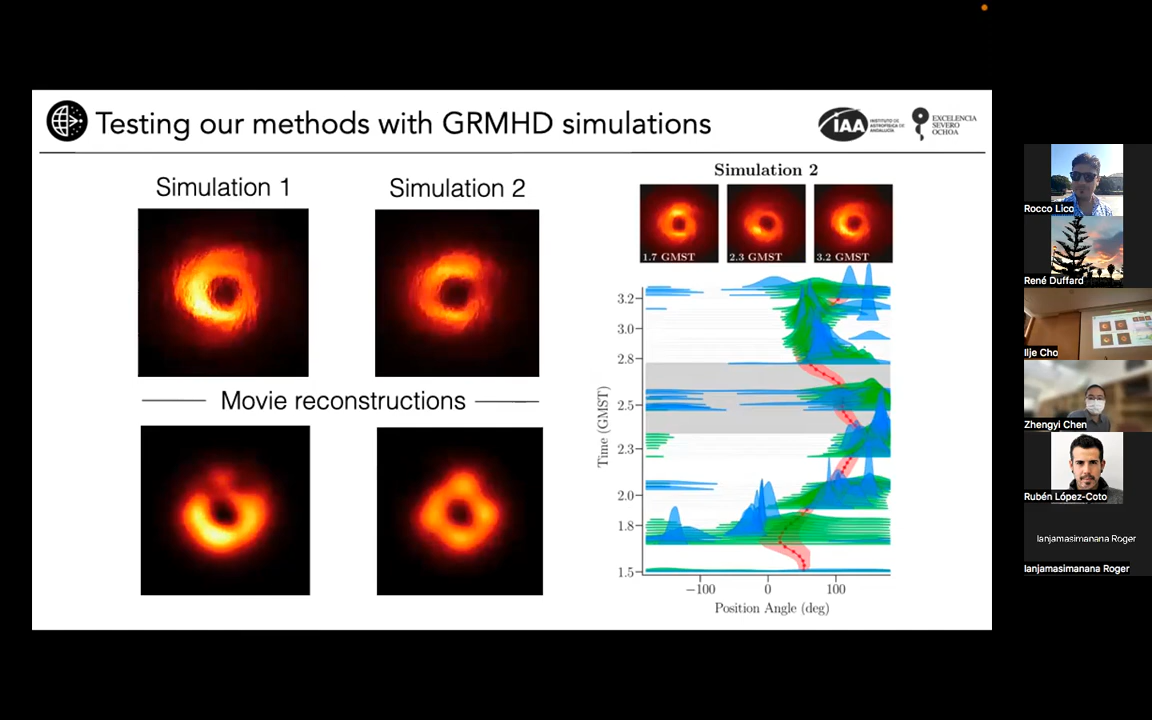 Testing our methods with GRMHD simulations
IAA
INSTITUTO DE
ASTROFÍSICA DE
ANDALUCÍA
EXCELENCIA
SEVERO
OCHOA
Simulation 1
Simulation 2
Movie reconstructions
Simulation 2
1.7 GMST
2.3 GMST
3.2 GMST
Time (GMST)
3.2
3.0
2.8
2.5
2.3
2.0
1.8
1.5
−100
0
100
Position Angle (deg)
Rocco Lico
René Duffard
Ilje Cho
Zhengyi Chen
Rubén López-Coto
Ianjamasimanana Roger
Ianjamasimanana Roger